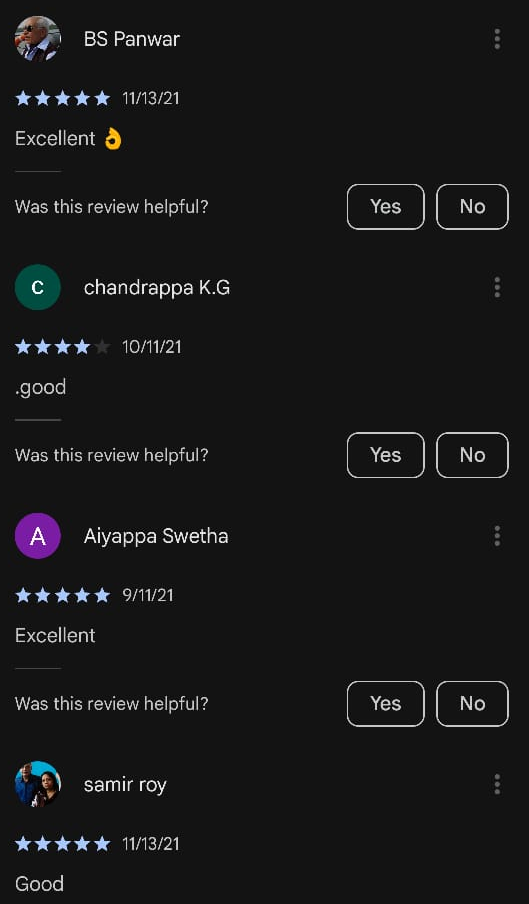 BS Panwar
11/13/21
Excellent 👌
Was this review helpful? Yes No
C chandrappa K.G
10/11/21
.good
Was this review helpful? Yes No
A Aiyappa Swetha
9/11/21
Excellent
Was this review helpful? Yes No
samir roy
11/13/21
Good